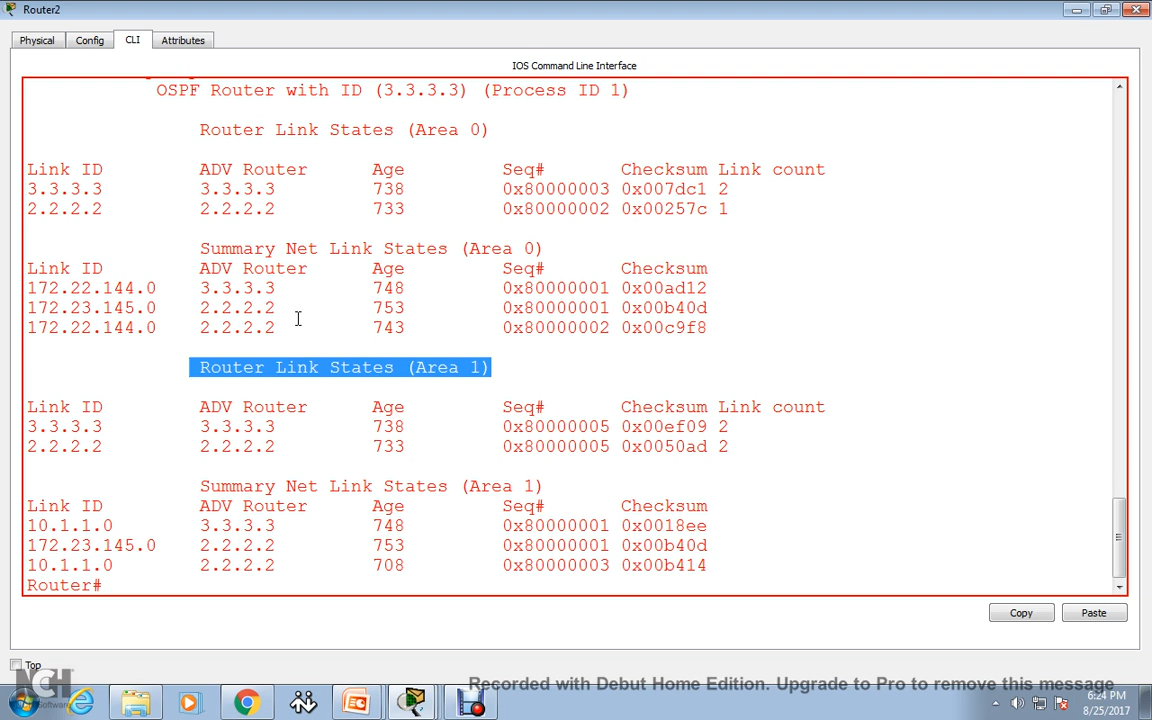 Router2
Physical Config CLI Attributes
IOS Command Line Interface
OSPF Router with ID (3.3.3.3) (Process ID 1)
Router Link States (Area 0)
Link ID ADV Router Age Seq# Checksum Link count
3.3.3.3 3.3.3.3 738 0x80000003 0x007dc1 2
2.2.2.2 2.2.2.2 733 0x80000002 0x00257c 1
Summary Net Link States (Area 0)
Link ID ADV Router Age Seq# Checksum
172.22.144.0 3.3.3.3 748 0x80000001 0x00ad12
172.23.145.0 2.2.2.2 753 0x80000001 0x00b40d
172.22.144.0 2.2.2.2 743 0x80000002 0x00c9f8
Router Link States (Area 1)
Link ID ADV Router Age Seq# Checksum Link count
3.3.3.3 3.3.3.3 738 0x80000005 0x00ef09 2
2.2.2.2 2.2.2.2 733 0x80000005 0x0050ad 2
Summary Net Link States (Area 1)
Link ID ADV Router Age Seq# Checksum
10.1.1.0 3.3.3.3 748 0x80000001 0x0018ee
172.23.145.0 2.2.2.2 753 0x80000001 0x00b40d
10.1.1.0 2.2.2.2 708 0x80000003 0x00b414
Router#
Copy Paste
Top
NCH Software
Recorded with Debut Home Edition. Upgrade to Pro to remove this message
6:24 PM
8/25/2017